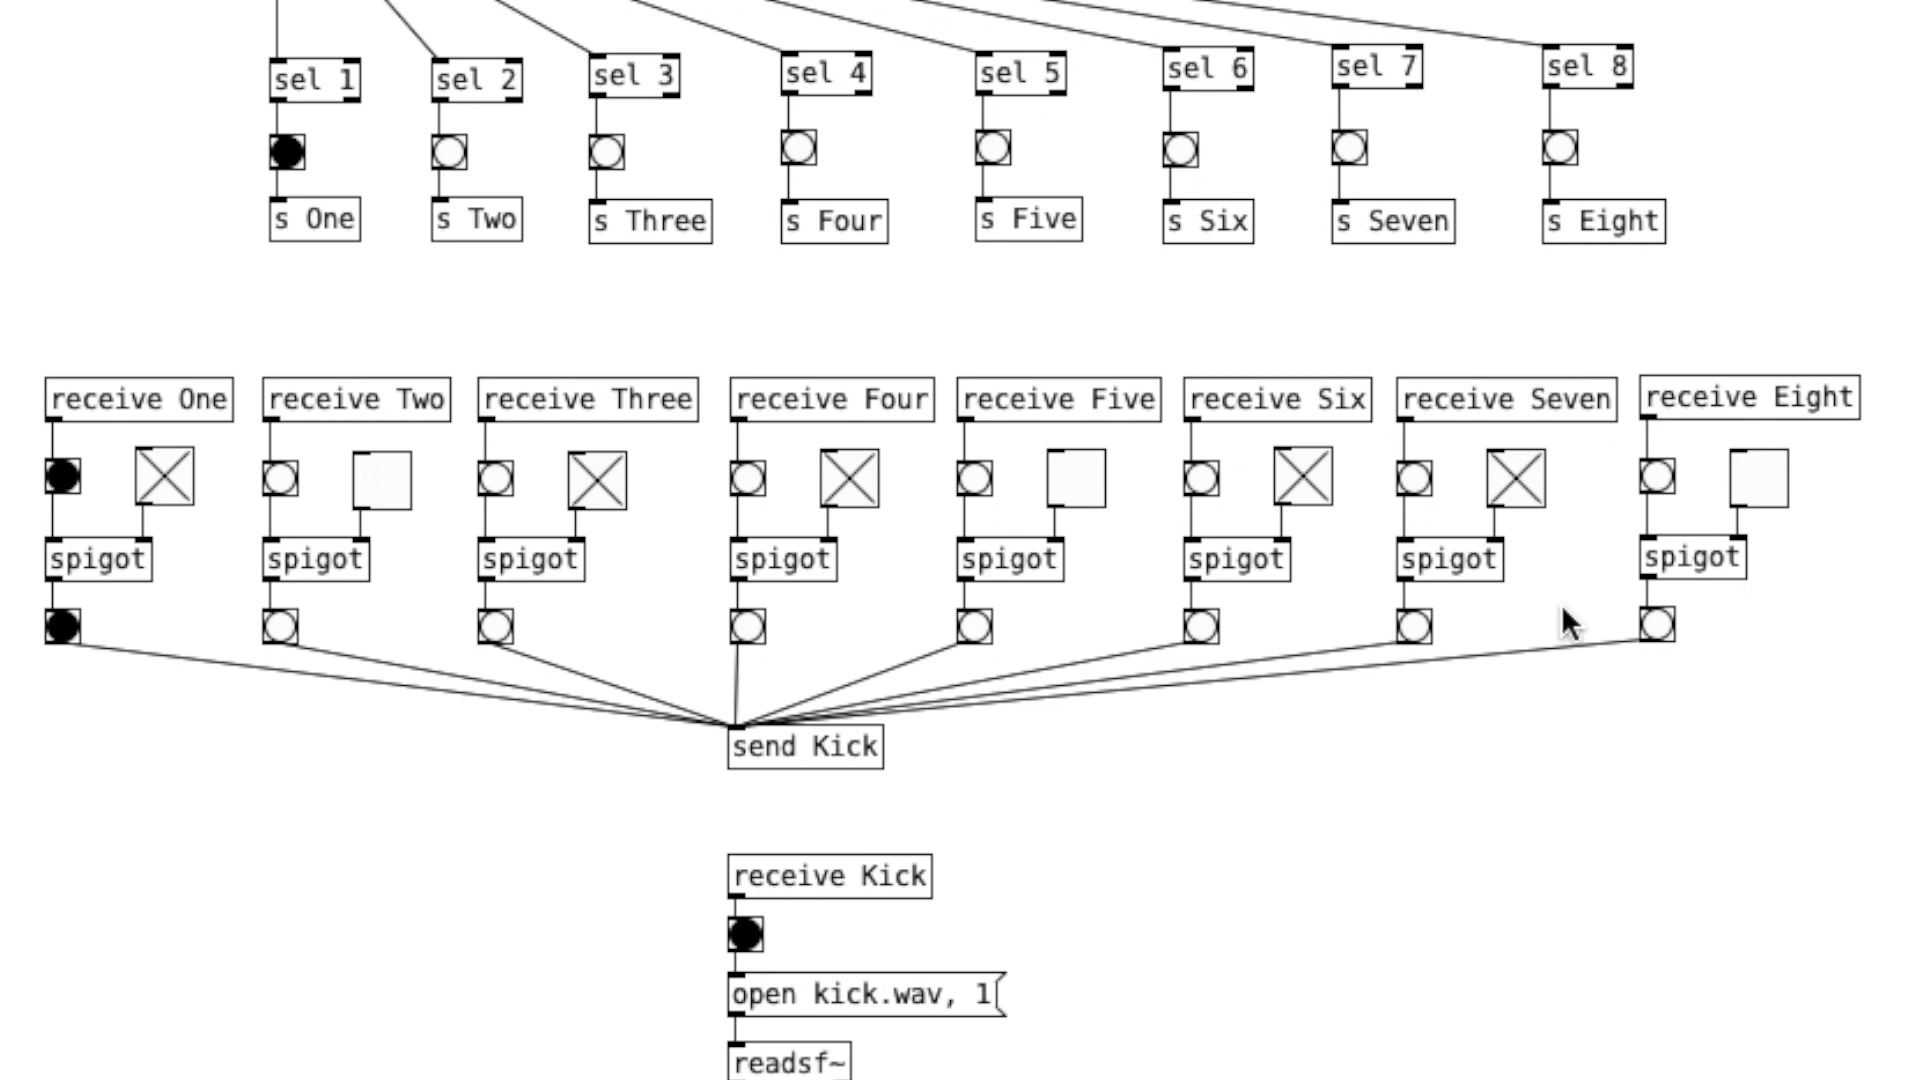 sel 1
sel 2
sel 3
sel 4
sel 5
sel 6
sel 7
sel 8
s One
s Two
s Three
s Four
s Five
s Six
s Seven
s Eight
receive One
receive Two
receive Three
receive Four
receive Five
receive Six
receive Seven
receive Eight
spigot
spigot
spigot
spigot
spigot
spigot
spigot
spigot
send Kick
receive Kick
open kick.wav, 1
readsf~